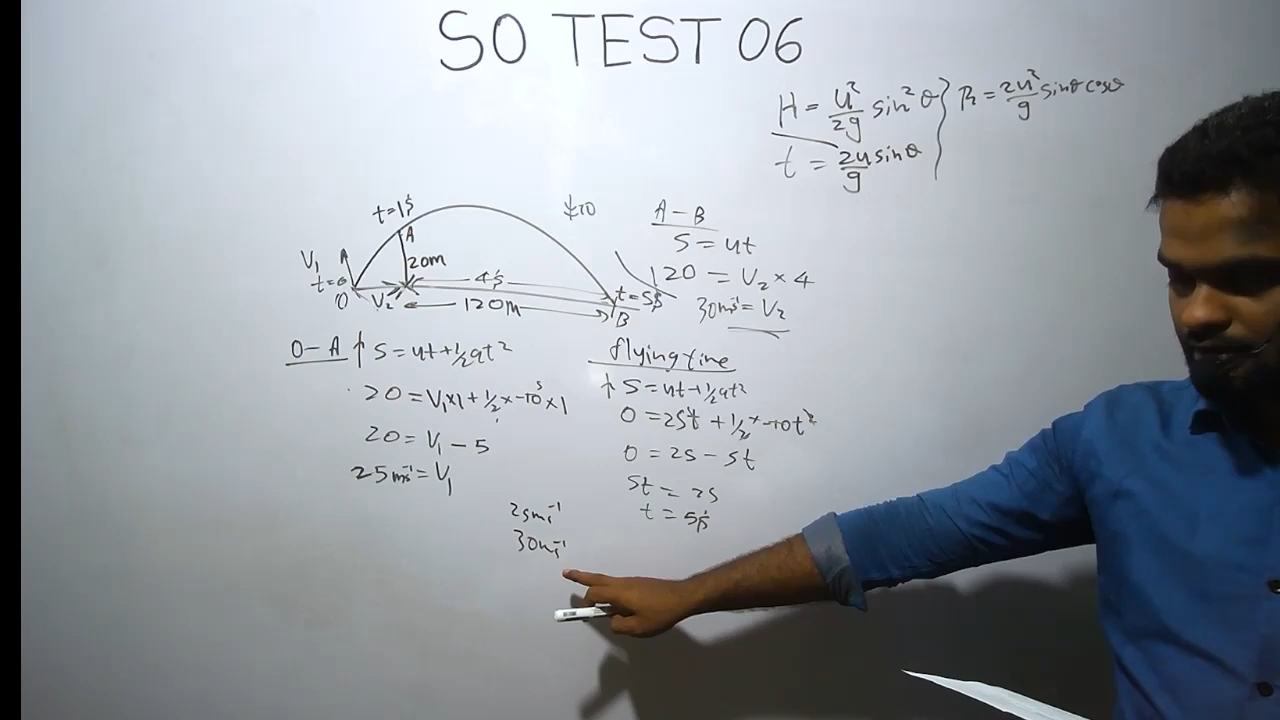 SO TEST 06
H = u²/2g sin²θ } R = 2u²/g sinθ cosθ
t = 2u sinθ/g
t=1s
A
20m
V₁
t=0
O
V₂
4s
120m
t=5s
B
A-B
S = ut
120 = V₂ × 4
30ms⁻¹ = V₂
O-A ↑ S = ut + ½at²
20 = V₁×1 + ½ × -10 × 1
20 = V₁ - 5
25ms⁻¹ = V₁
flying time
↑ S = ut + ½at²
0 = 25t + ½ × -10t²
0 = 25 - 5t
5t = 25
t = 5s
25ms⁻¹
30ms⁻¹